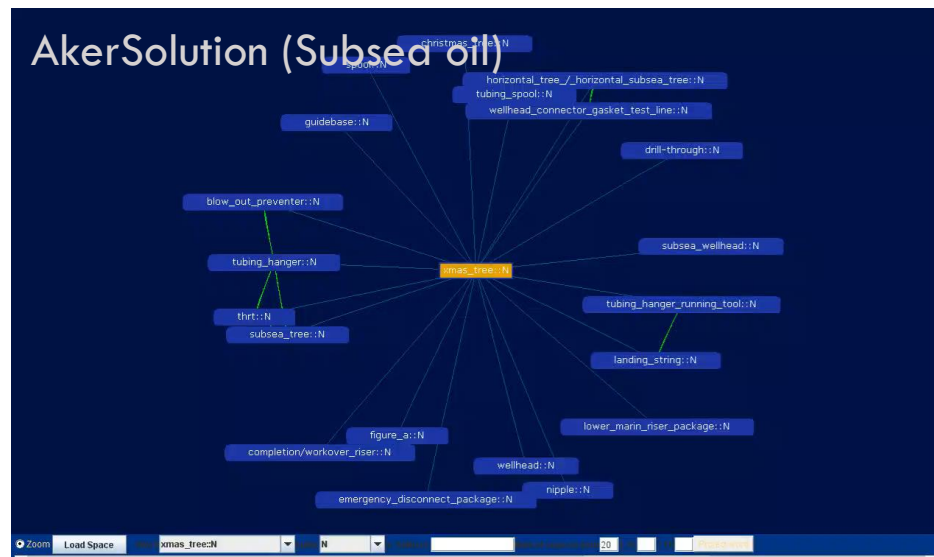 AkerSolution (Subsea oil)
christmas_tree::N
spool::N
horizontal_tree_/_horizontal_subsea_tree::N
tubing_spool::N
wellhead_connector_gasket_test_line::N
guidebase::N
drill-through::N
blow_out_preventer::N
subsea_wellhead::N
tubing_hanger::N
xmas_tree::N
tubing_hanger_running_tool::N
thrt::N
subsea_tree::N
landing_string::N
lower_marin_riser_package::N
figure_a::N
completion/workover_riser::N
wellhead::N
nipple::N
emergency_disconnect_package::N
Zoom Load Space xmas_tree::N N 20